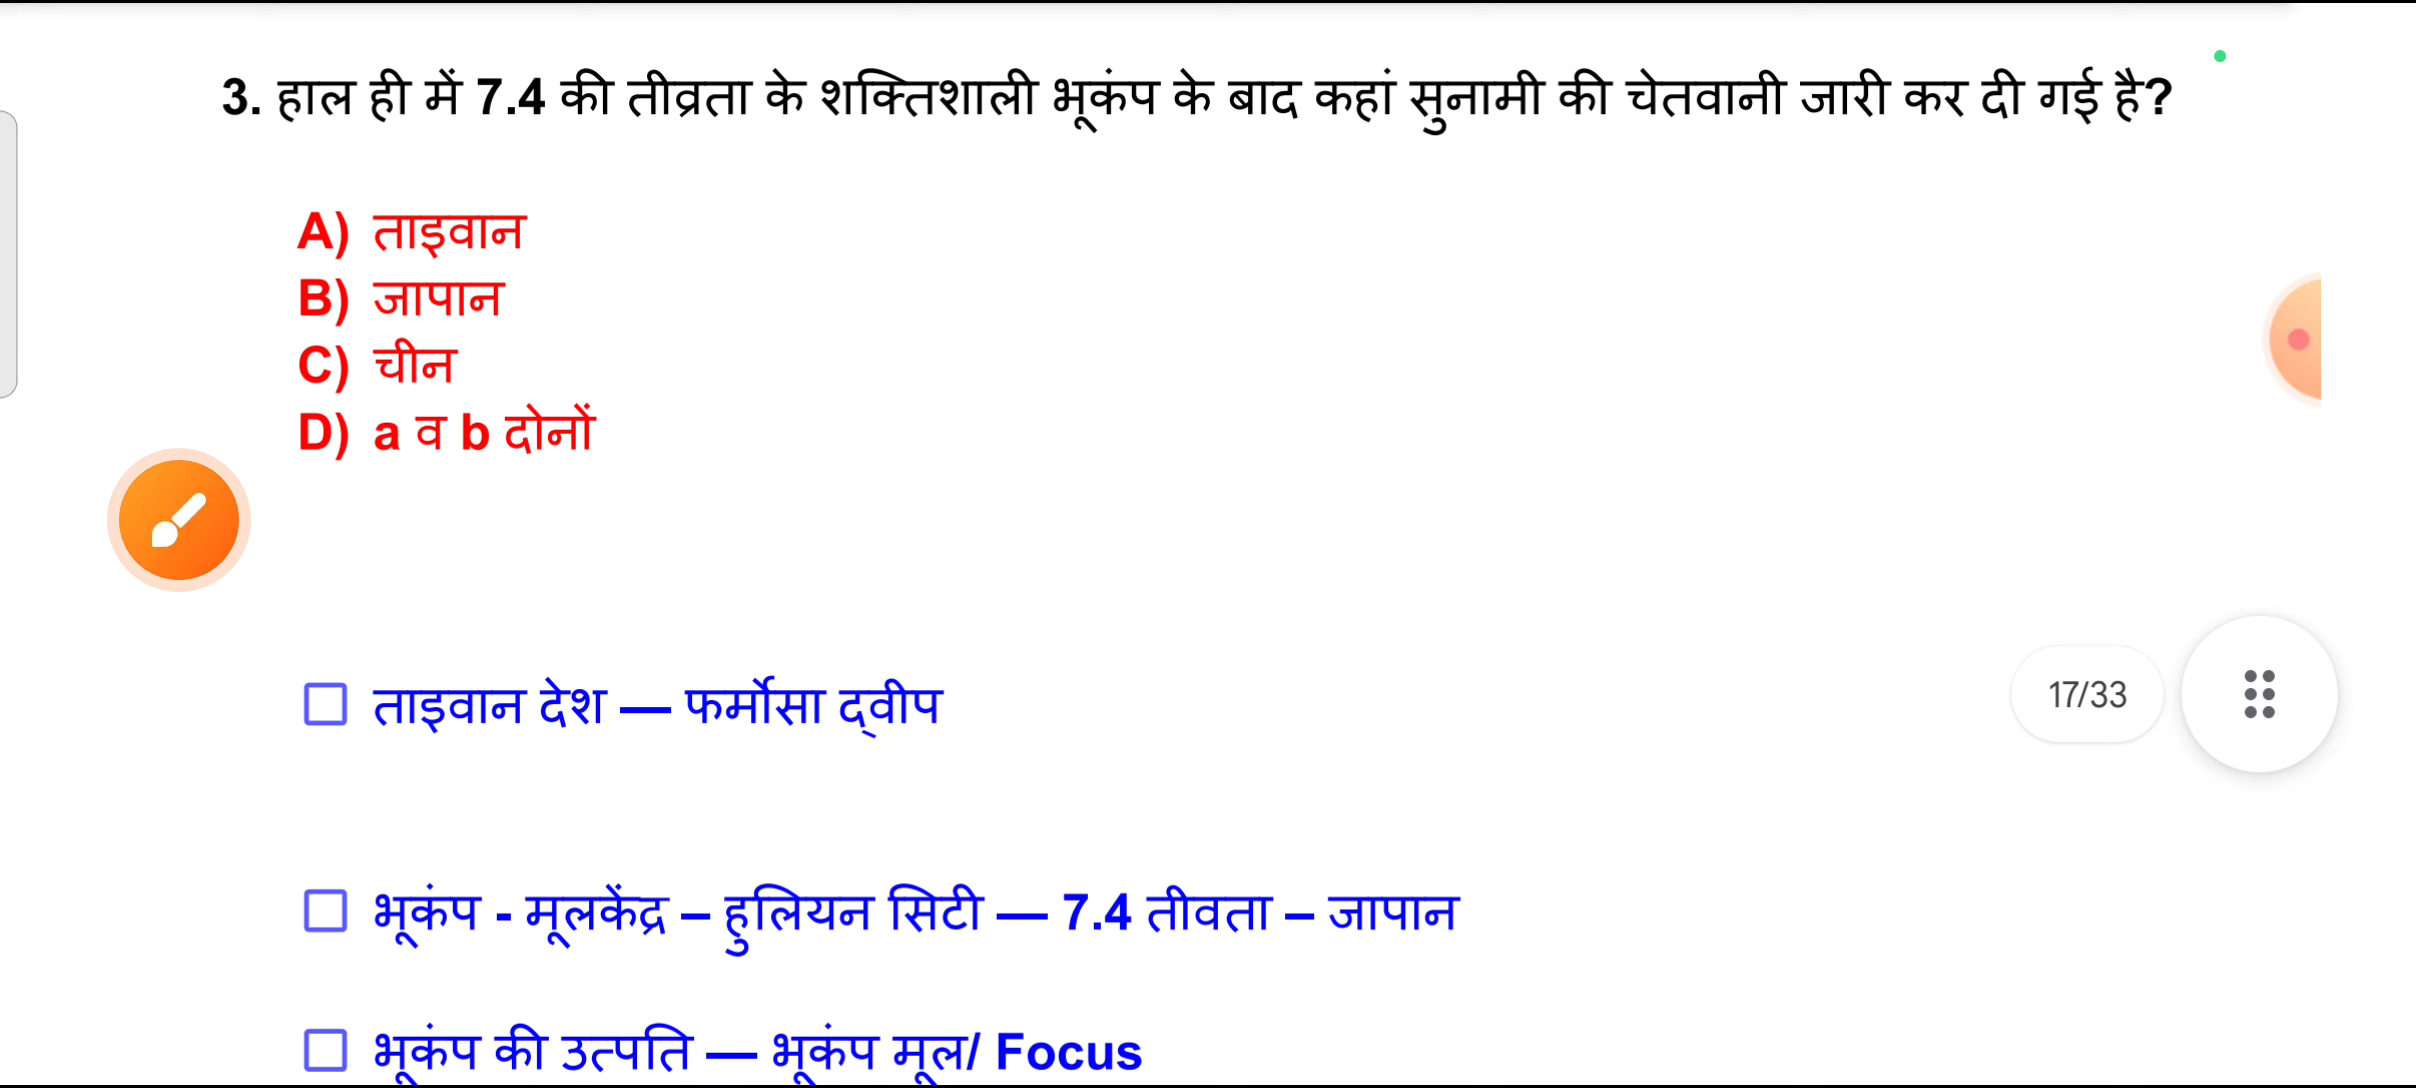 3. हाल ही में 7.4 की तीव्रता के शक्तिशाली भूकंप के बाद कहां सुनामी की चेतवानी जारी कर दी गई है?
A) ताइवान
B) जापान
C) चीन
D) a व b दोनों
ताइवान देश — फर्मोसा द्वीप
17/33
भूकंप - मूलकेंद्र – हुलियन सिटी — 7.4 तीवता – जापान
भूकंप की उत्पति — भूकंप मूल/ Focus